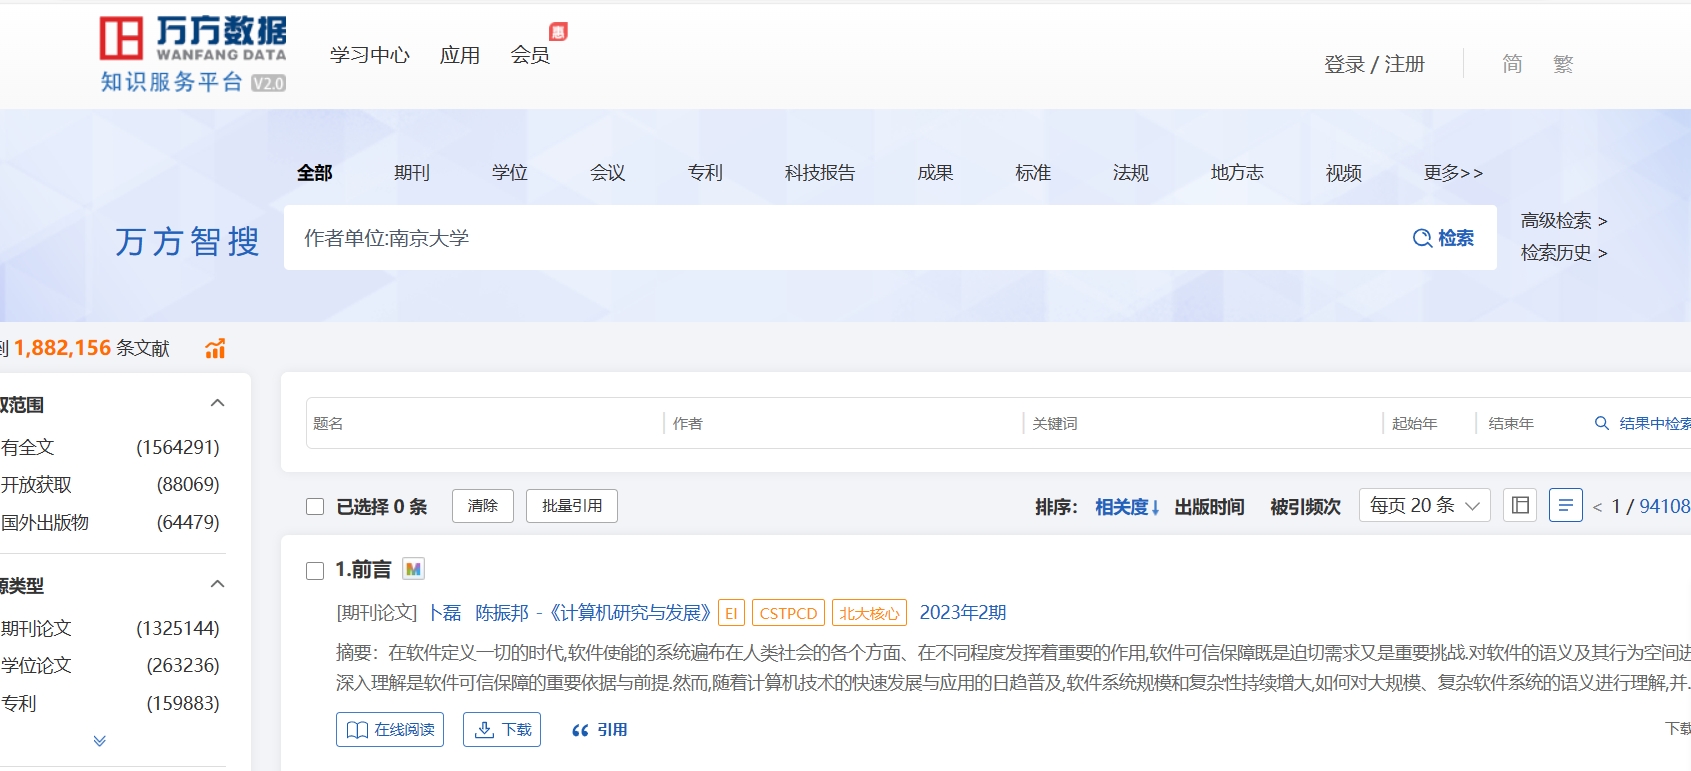 万方数据
WANFANG DATA
知识服务平台 V2.0
学习中心 应用 会员 惠
登录 / 注册 简 繁
全部 期刊 学位 会议 专利 科技报告 成果 标准 法规 地方志 视频 更多>>
万方智搜 作者单位:南京大学 检索
高级检索 >
检索历史 >
到 1,882,156 条文献
题名 作者 关键词 起始年 结束年 结果中检索
取范围
有全文 (1564291)
开放获取 (88069)
国外出版物 (64479)
源类型
期刊论文 (1325144)
学位论文 (263236)
专利 (159883)
已选择 0 条 清除 批量引用 排序： 相关度↓ 出版时间 被引频次 每页 20 条 < 1 / 94108
1.前言 M
[期刊论文] 卜磊 陈振邦 -《计算机研究与发展》 EI CSTPCD 北大核心 2023年2期
摘要：在软件定义一切的时代,软件使能的系统遍布在人类社会的各个方面、在不同程度发挥着重要的作用,软件可信保障既是迫切需求又是重要挑战.对软件的语义及其行为空间进
深入理解是软件可信保障的重要依据与前提.然而,随着计算机技术的快速发展与应用的日趋普及,软件系统规模和复杂性持续增大,如何对大规模、复杂软件系统的语义进行理解,并.
在线阅读 下载 引用 下载